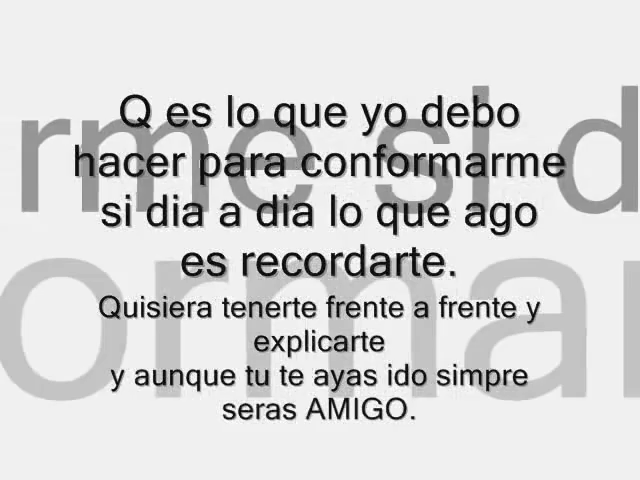 Q es lo que yo debo
hacer para conformarme
si dia a dia lo que ago
es recordarte.
Quisiera tenerte frente a frente y
explicarte
y aunque tu te ayas ido simpre
seras AMIGO.